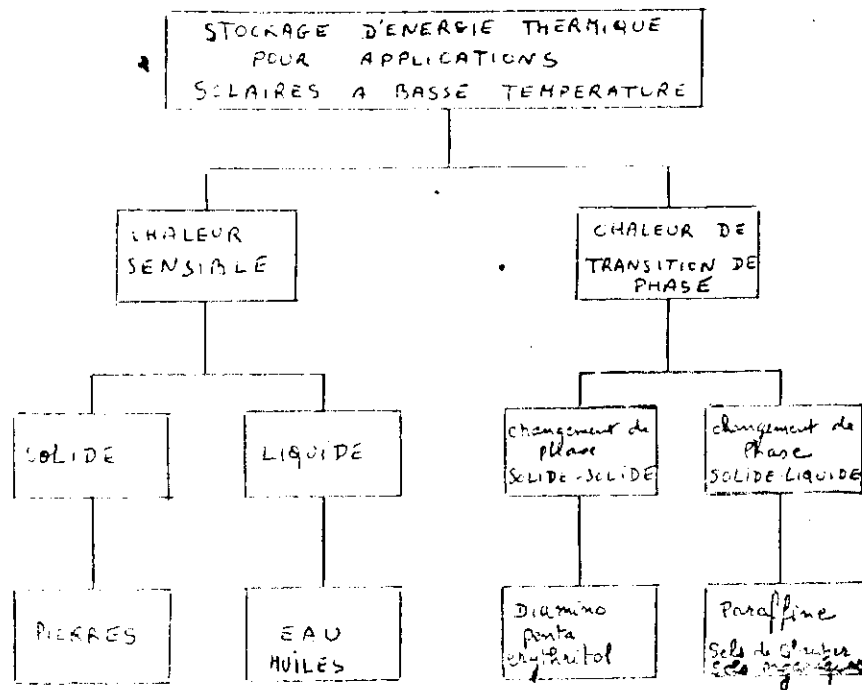 STOCKAGE D'ENERGIE THERMIQUE
POUR APPLICATIONS
SOLAIRES A BASSE TEMPERATURE
CHALEUR
SENSIBLE
CHALEUR DE
TRANSITION DE
PHASE
SOLIDE
LIQUIDE
changement de
phase
SOLIDE-SOLIDE
changement de
Phase
SOLIDE-LIQUIDE
PIERRES
EAU
HUILES
Diamino
penta
erythritol
Paraffine
Sels de Glauber